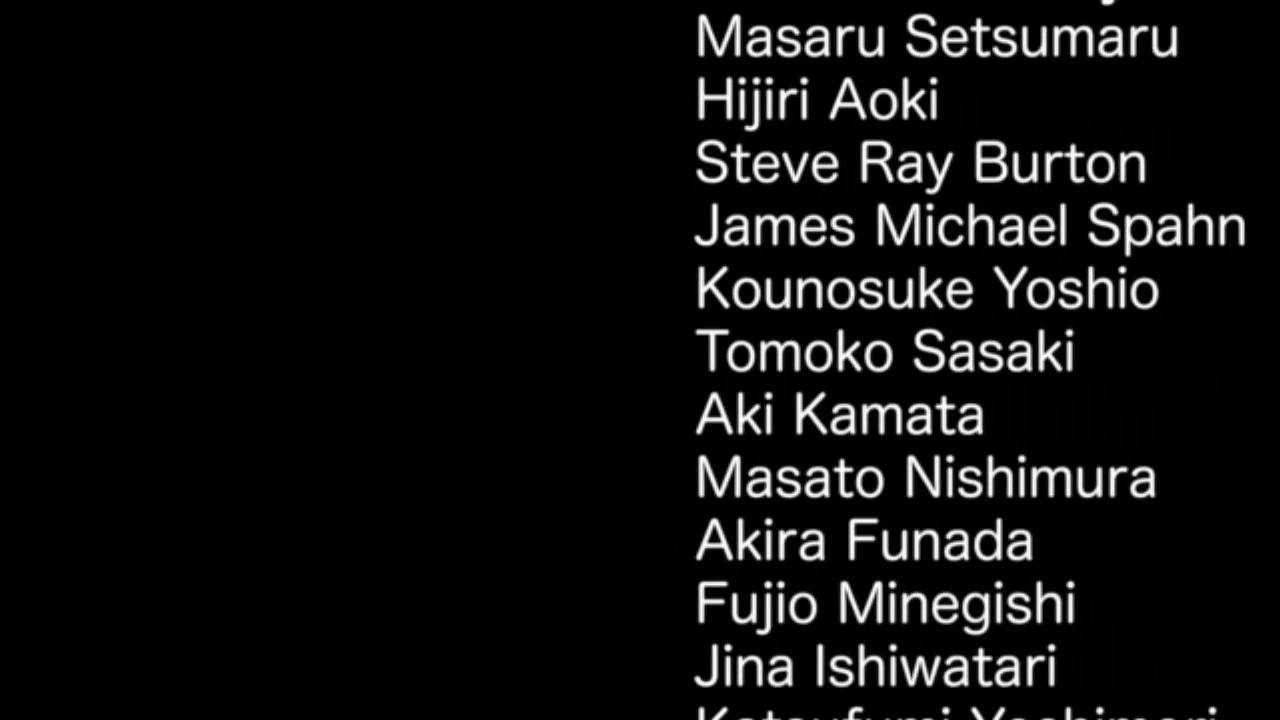 Masaru Setsumaru
Hijiri Aoki
Steve Ray Burton
James Michael Spahn
Kounosuke Yoshio
Tomoko Sasaki
Aki Kamata
Masato Nishimura
Akira Funada
Fujio Minegishi
Jina Ishiwatari